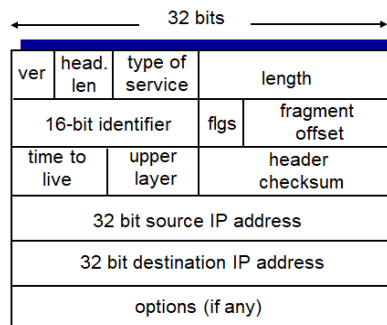 32 bits
ver
head.
len
type of
service
length
16-bit identifier
flgs
fragment
offset
time to
live
upper
layer
header
checksum
32 bit source IP address
32 bit destination IP address
options (if any)